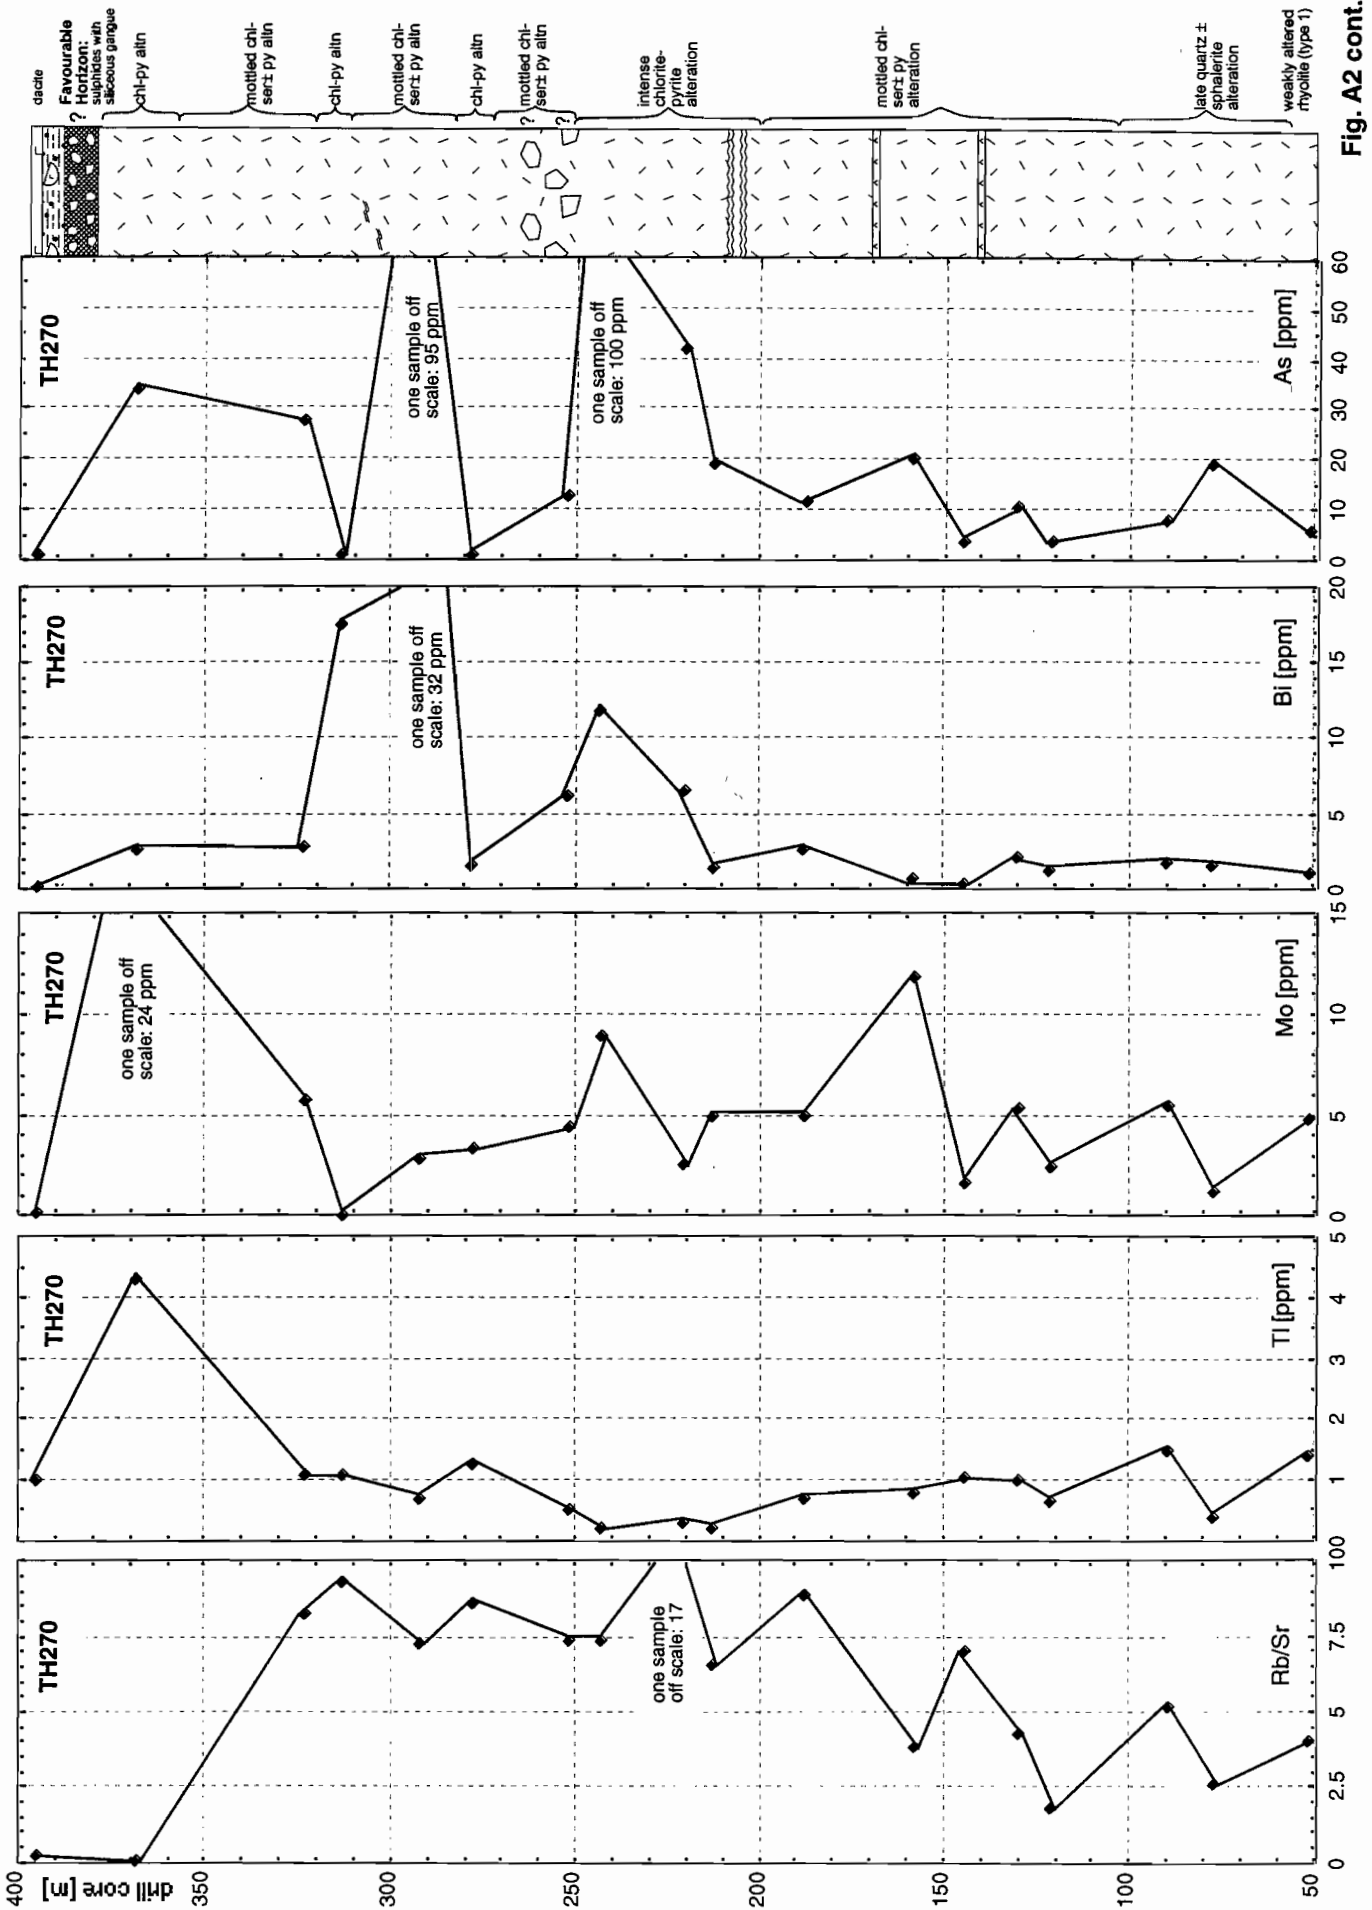 dacite
Favourable
? Horizon:
sulphides with
siliceous gangue
chl-py altn
mottled chl-
ser± py altn
chl-py altn
mottled chl-
ser± py altn
chl-py altn
mottled chl-
? ser± py altn ?
intense
chlorite-
pyrite
alteration
mottled chl-
ser± py
alteration
late quartz ±
sphalerite
alteration
weakly altered
rhyolite (type 1)
Fig. A2 cont.
TH270
one sample off
scale: 95 ppm
one sample off
scale: 100 ppm
As [ppm]
0 10 20 30 40 50 60
TH270
one sample off
scale: 32 ppm
Bi [ppm]
0 5 10 15 20
TH270
one sample off
scale: 24 ppm
Mo [ppm]
0 5 10 15
TH270
Tl [ppm]
0 1 2 3 4 5
TH270
one sample
off scale: 17
Rb/Sr
0 2.5 5 7.5 10
drill core [m]
400 350 300 250 200 150 100 50